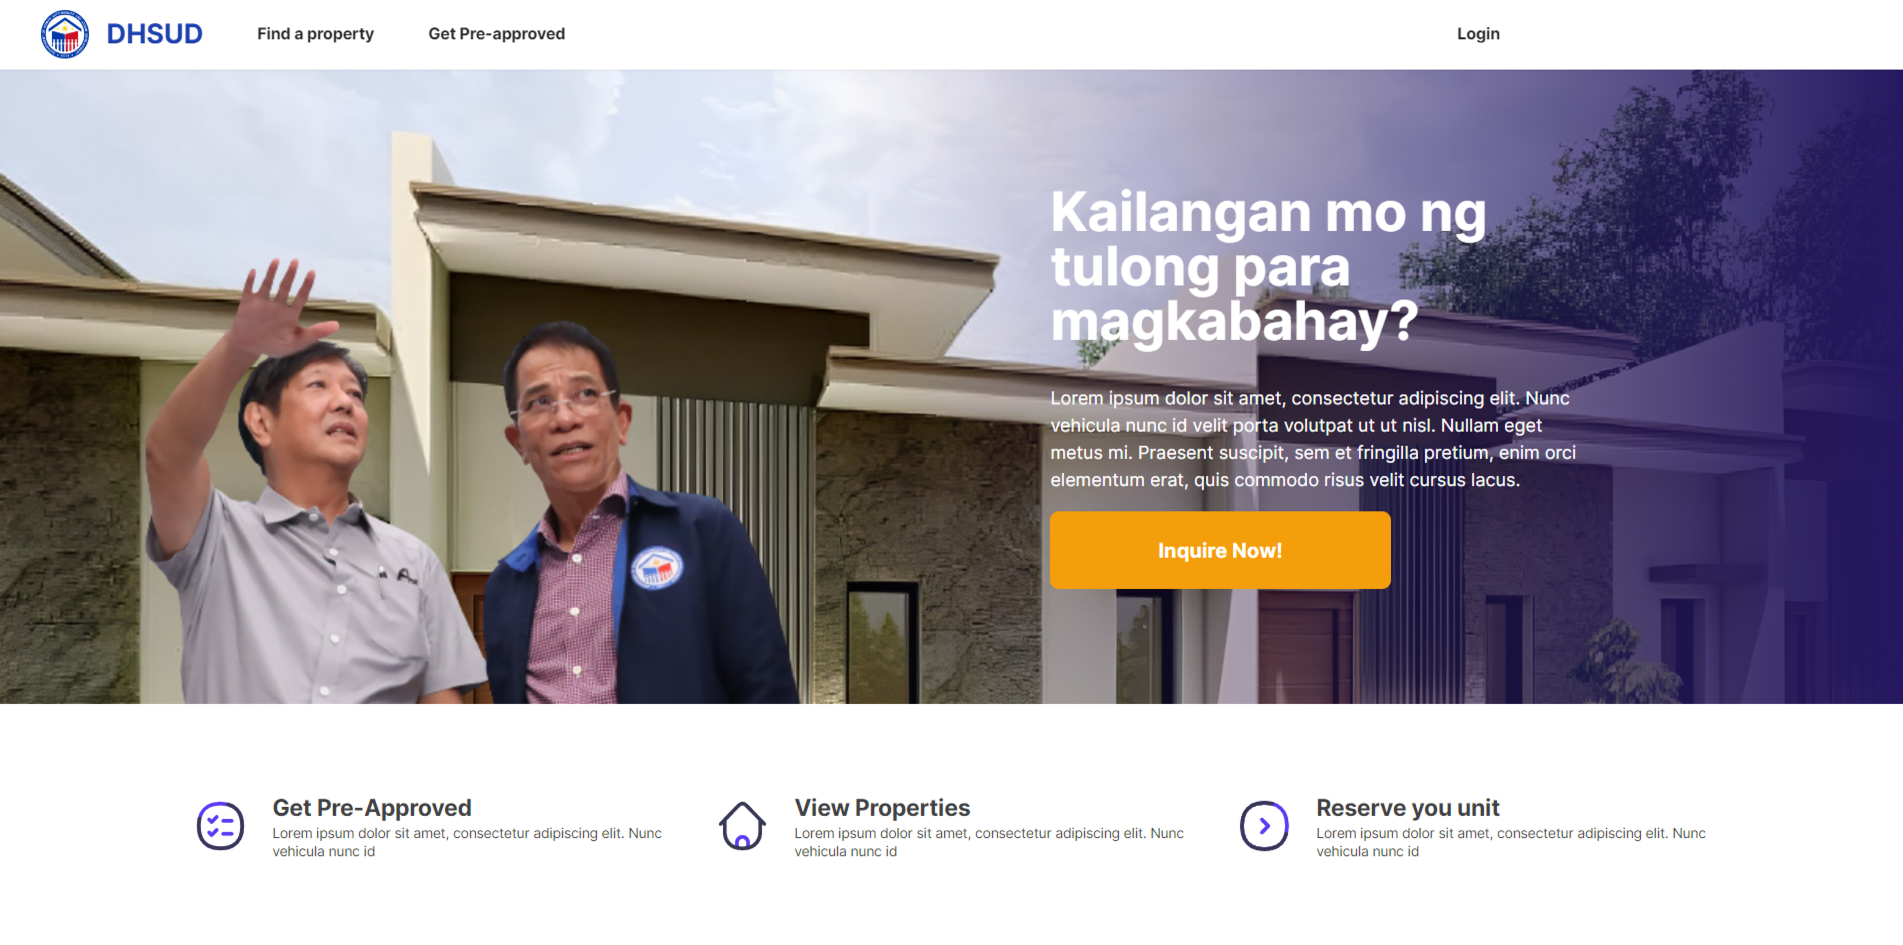 DHSUD
Find a property
Get Pre-approved
Login
Kailangan mo ng
tulong para
magkabahay?
Lorem ipsum dolor sit amet, consectetur adipiscing elit. Nunc
vehicula nunc id velit porta volutpat ut ut nisl. Nullam eget
metus mi. Praesent suscipit, sem et fringilla pretium, enim orci
elementum erat, quis commodo risus velit cursus lacus.
Inquire Now!
Get Pre-Approved
Lorem ipsum dolor sit amet, consectetur adipiscing elit. Nunc
vehicula nunc id
View Properties
Lorem ipsum dolor sit amet, consectetur adipiscing elit. Nunc
vehicula nunc id
Reserve you unit
Lorem ipsum dolor sit amet, consectetur adipiscing elit. Nunc
vehicula nunc id